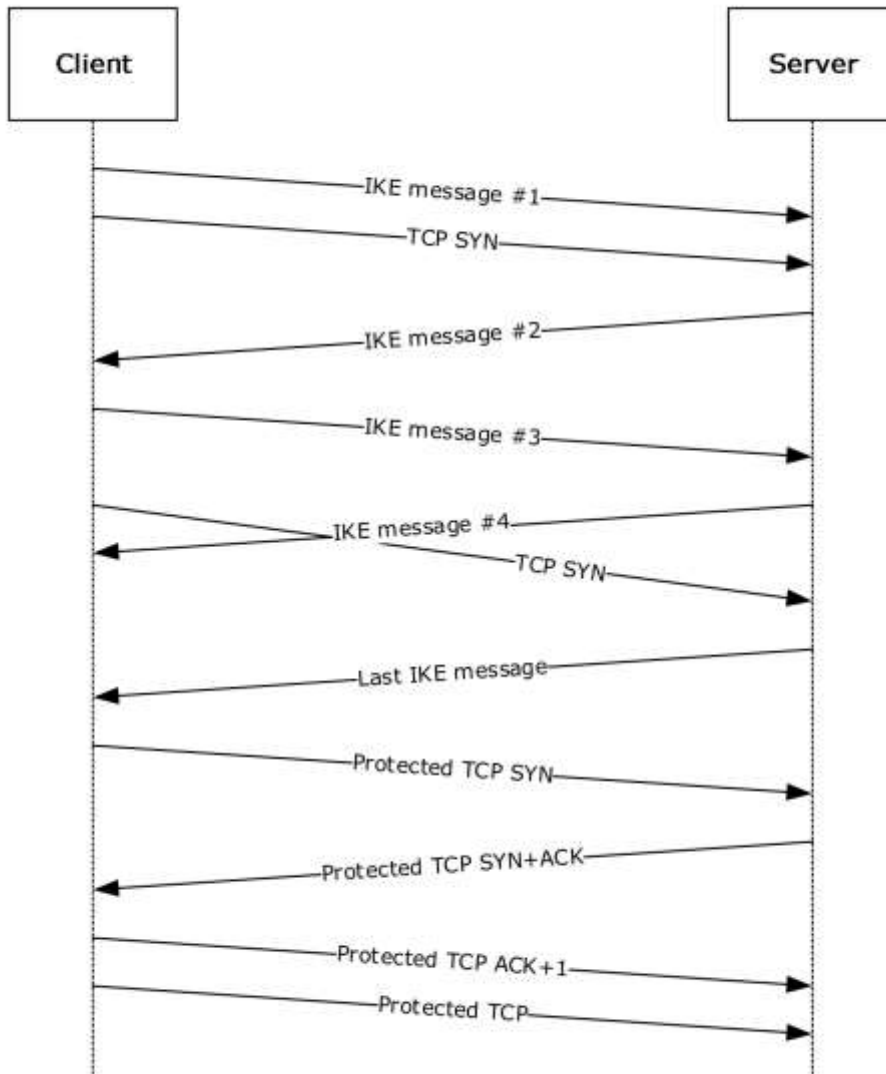 Client
Server
IKE message #1
TCP SYN
IKE message #2
IKE message #3
IKE message #4
TCP SYN
Last IKE message
Protected TCP SYN
Protected TCP SYN+ACK
Protected TCP ACK+1
Protected TCP